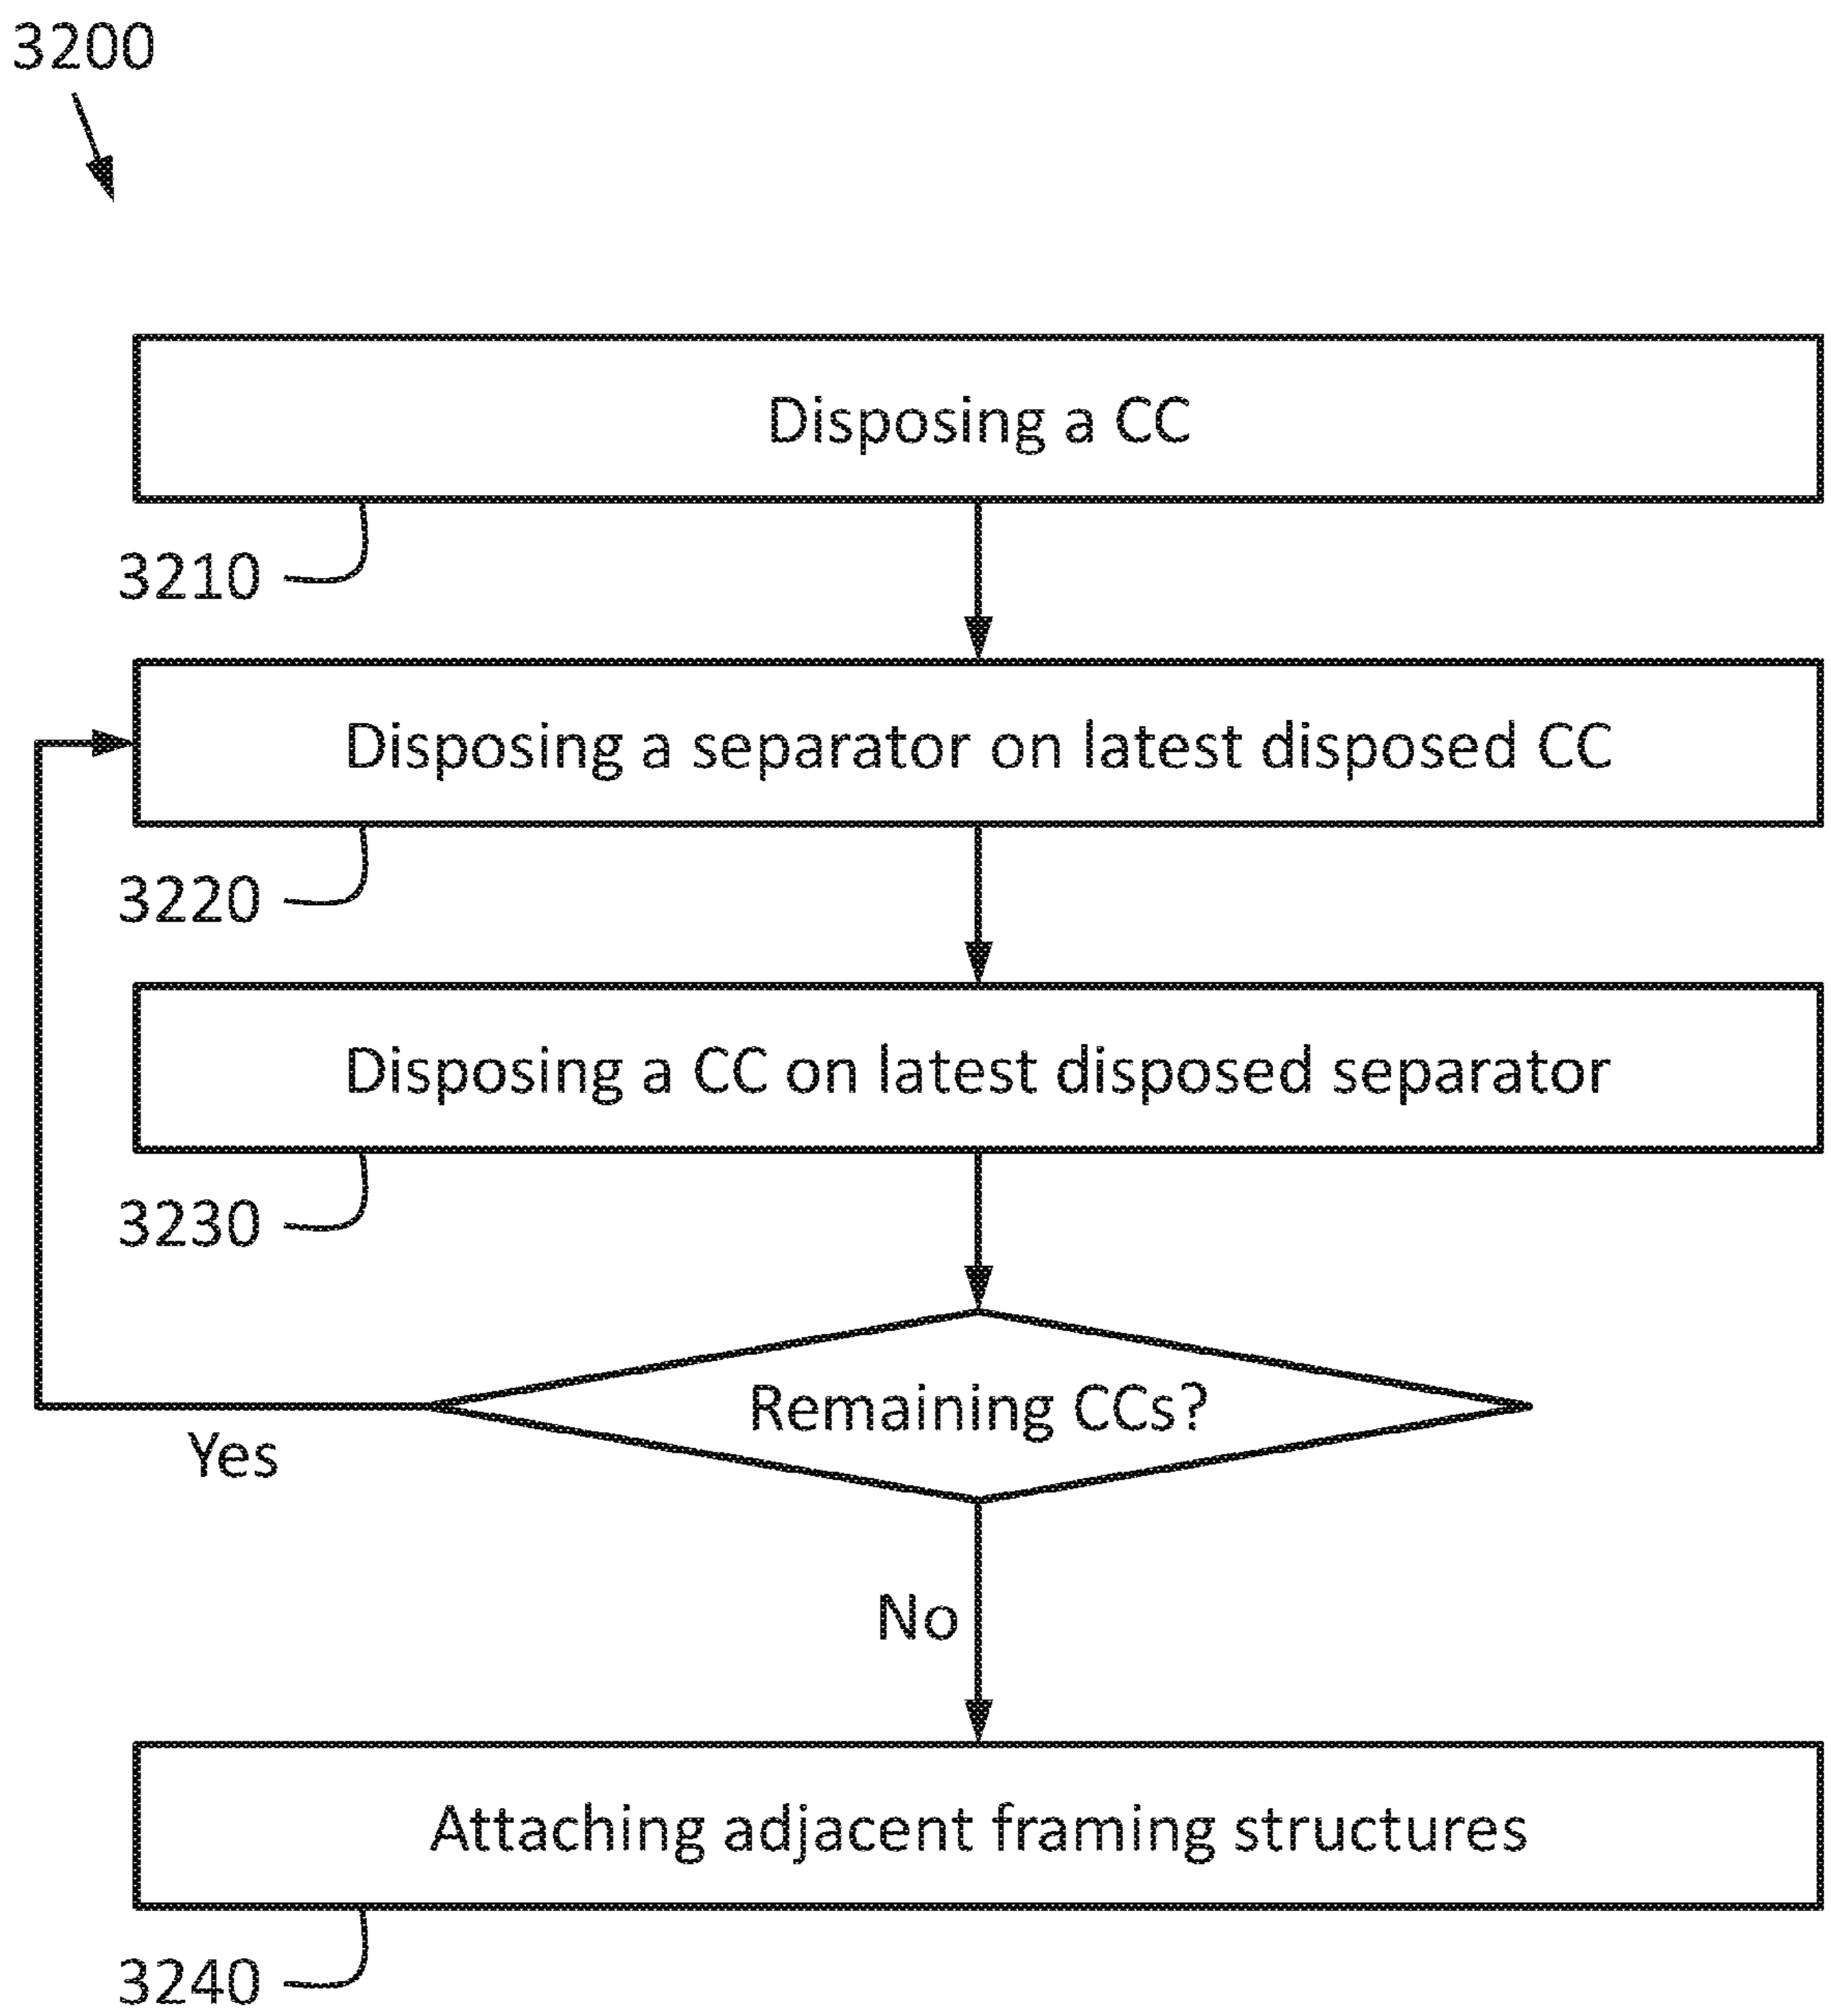 3200
Disposing a CC
3210
Disposing a separator on latest disposed CC
3220
Disposing a CC on latest disposed separator
3230
Remaining CCs?
Yes
No
Attaching adjacent framing structures
3240